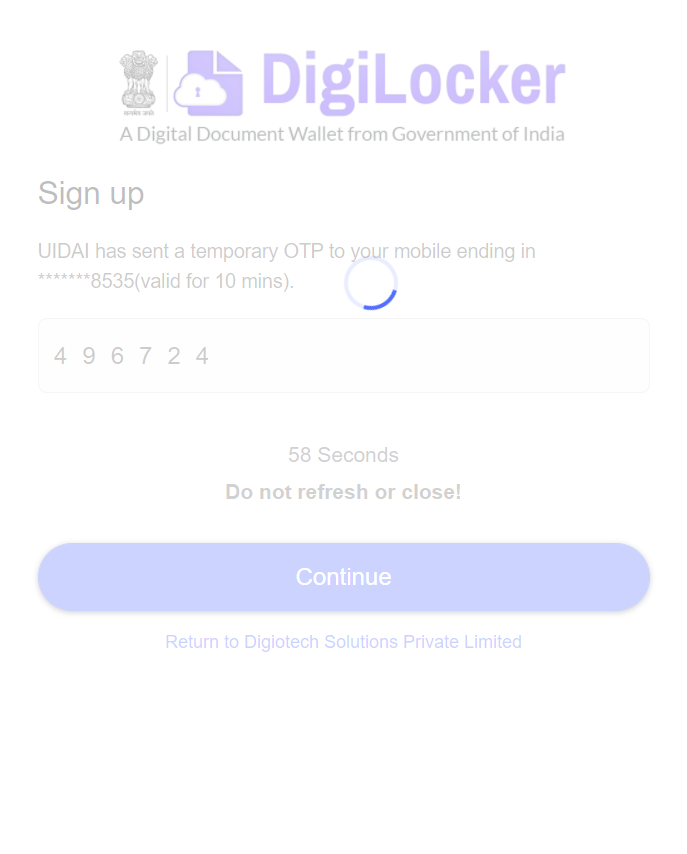 DigiLocker
A Digital Document Wallet from Government of India
Sign up
UIDAI has sent a temporary OTP to your mobile ending in
*******8535(valid for 10 mins).
4 9 6 7 2 4
58 Seconds
Do not refresh or close!
Continue
Return to Digiotech Solutions Private Limited